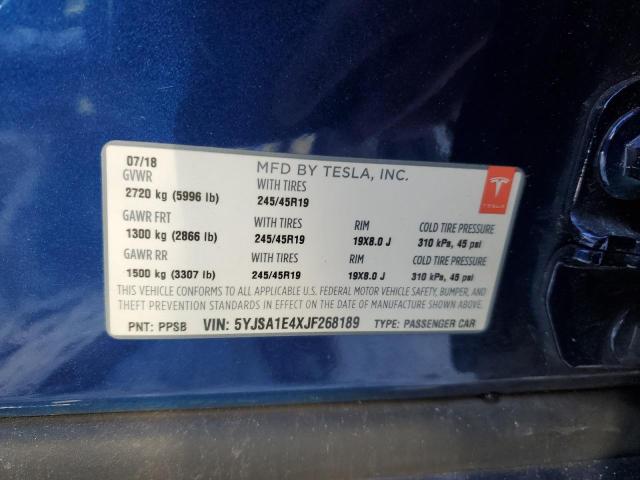 07/18 MFD BY TESLA, INC.
GVWR WITH TIRES
2720 kg (5996 lb) 245/45R19
TESLA
GAWR FRT WITH TIRES RIM COLD TIRE PRESSURE
1300 kg (2866 lb) 245/45R19 19X8.0 J 310 kPa, 45 psi
GAWR RR WITH TIRES RIM COLD TIRE PRESSURE
1500 kg (3307 lb) 245/45R19 19X8.0 J 310 kPa, 45 psi
THIS VEHICLE CONFORMS TO ALL APPLICABLE U.S. FEDERAL MOTOR VEHICLE SAFETY, BUMPER, AND
THEFT PREVENTION STANDARDS IN EFFECT ON THE DATE OF MANUFACTURE SHOWN ABOVE.
PNT: PPSB VIN: 5YJSA1E4XJF268189 TYPE: PASSENGER CAR